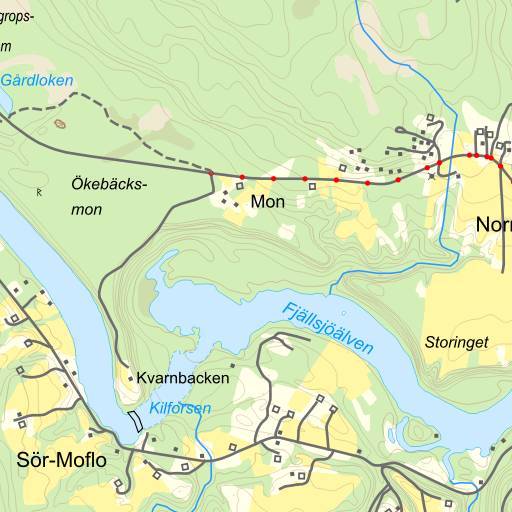 grops-
m
Gårdloken
Ökebäcks-
mon
Mon
Norr
Fjällsjöälven
Storinget
Kvarnbacken
Kilforsen
Sör-Moflo